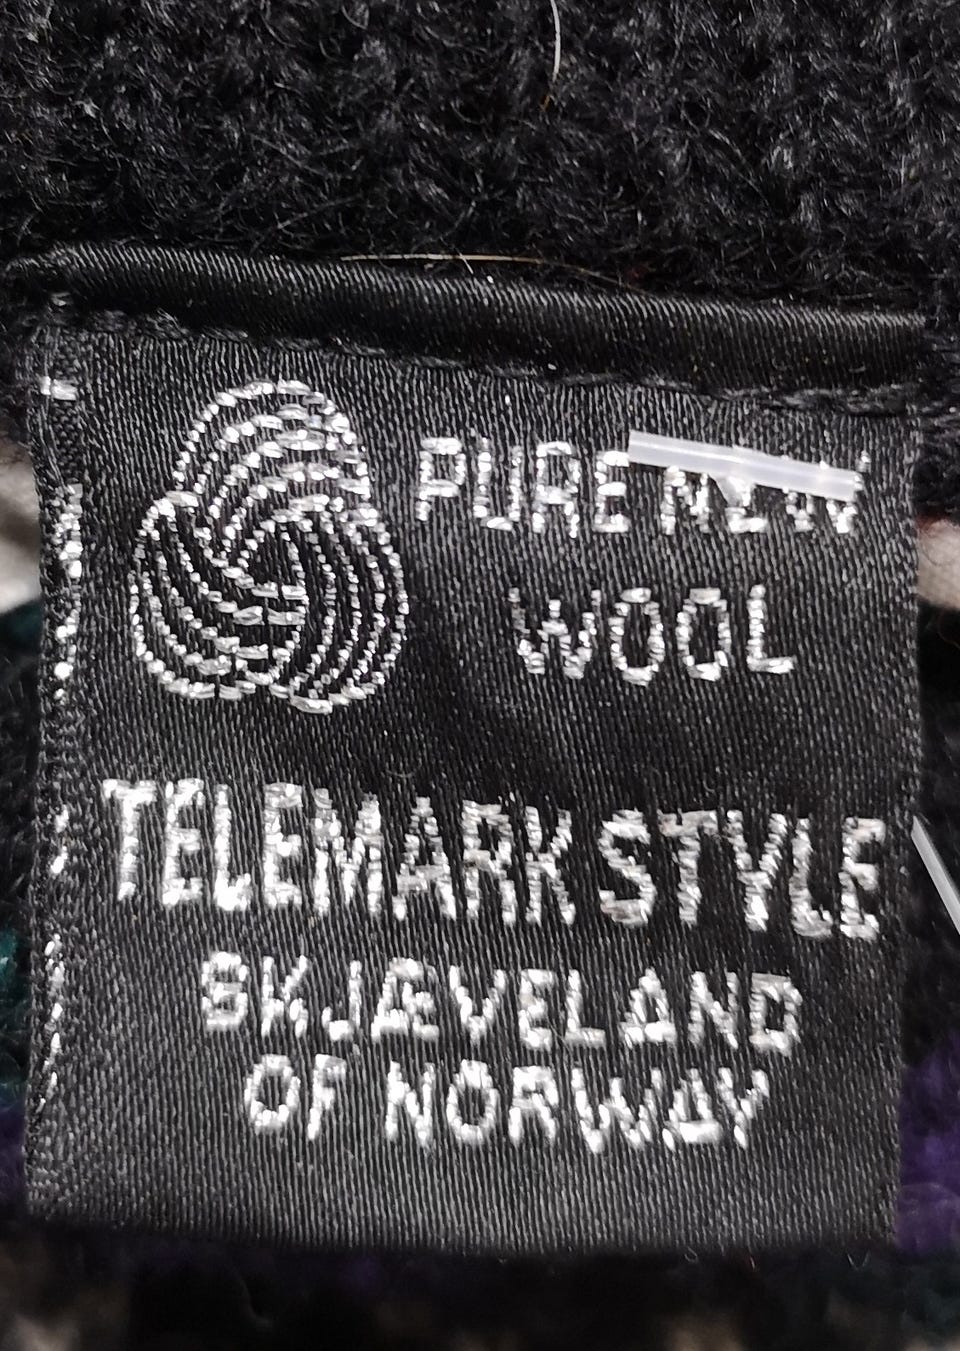 PURE NEW
WOOL
TELEMARK STYLE
SKJÆVELAND
OF NORWAY